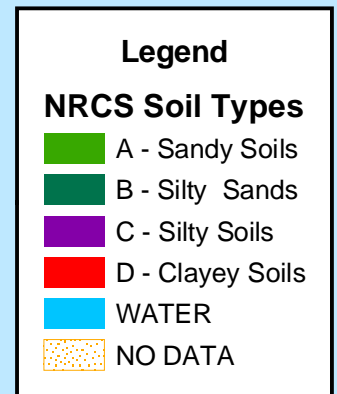 Legend
NRCS Soil Types
A - Sandy Soils
B - Silty Sands
C - Silty Soils
D - Clayey Soils
WATER
NO DATA